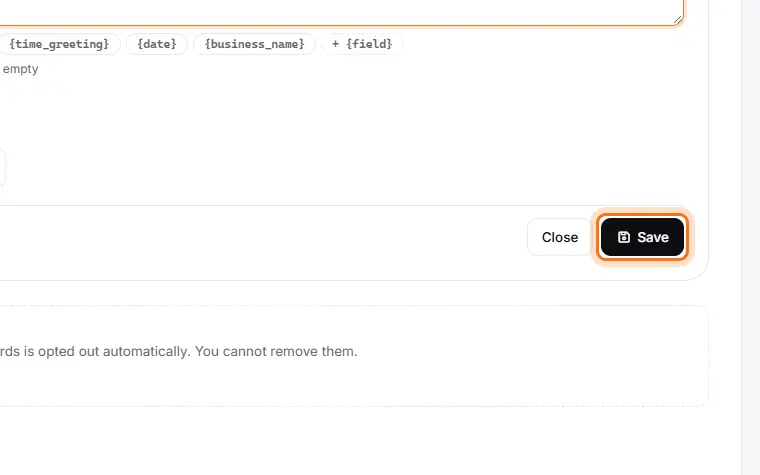 {time_greeting} {date} {business_name} + {field}
empty
Close Save
rds is opted out automatically. You cannot remove them.